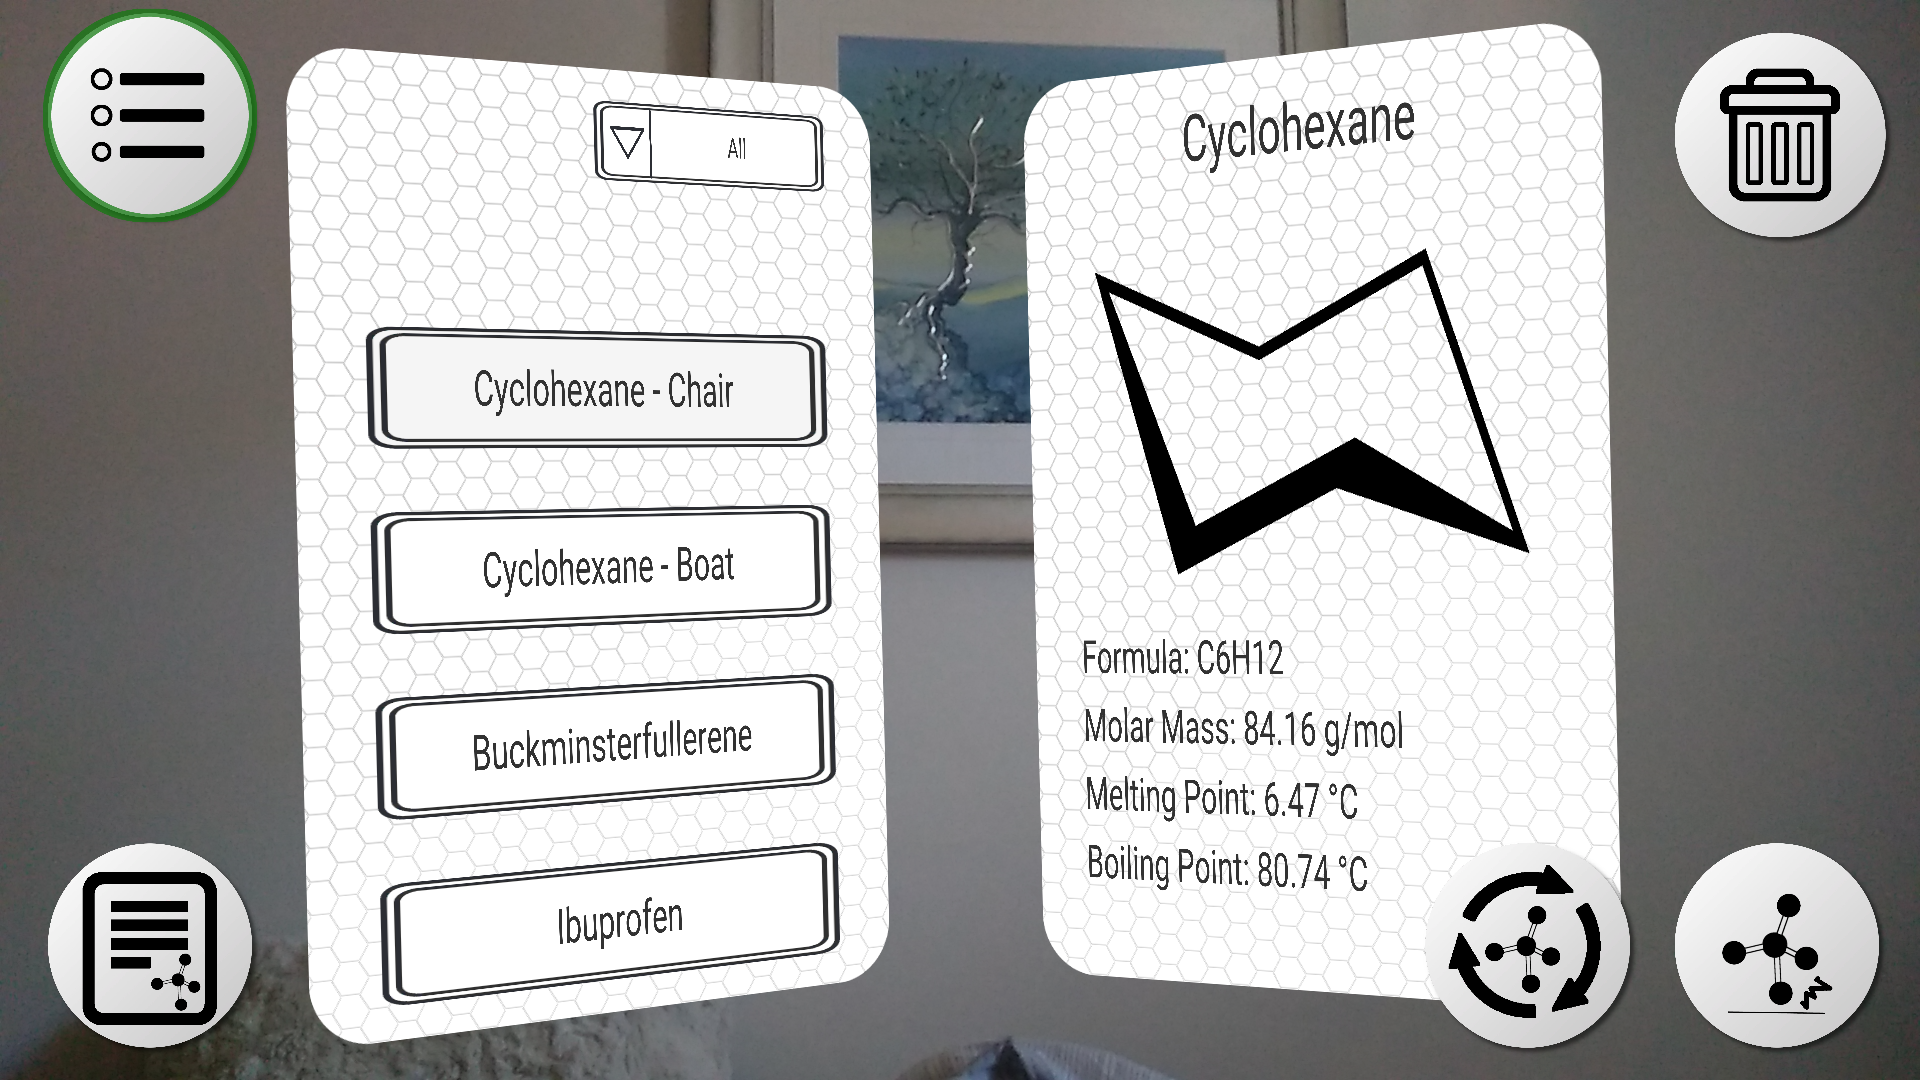 All
Cyclohexane - Chair
Cyclohexane - Boat
Buckminsterfullerene
Ibuprofen
Cyclohexane
Formula: C6H12
Molar Mass: 84.16 g/mol
Melting Point: 6.47 °C
Boiling Point: 80.74 °C